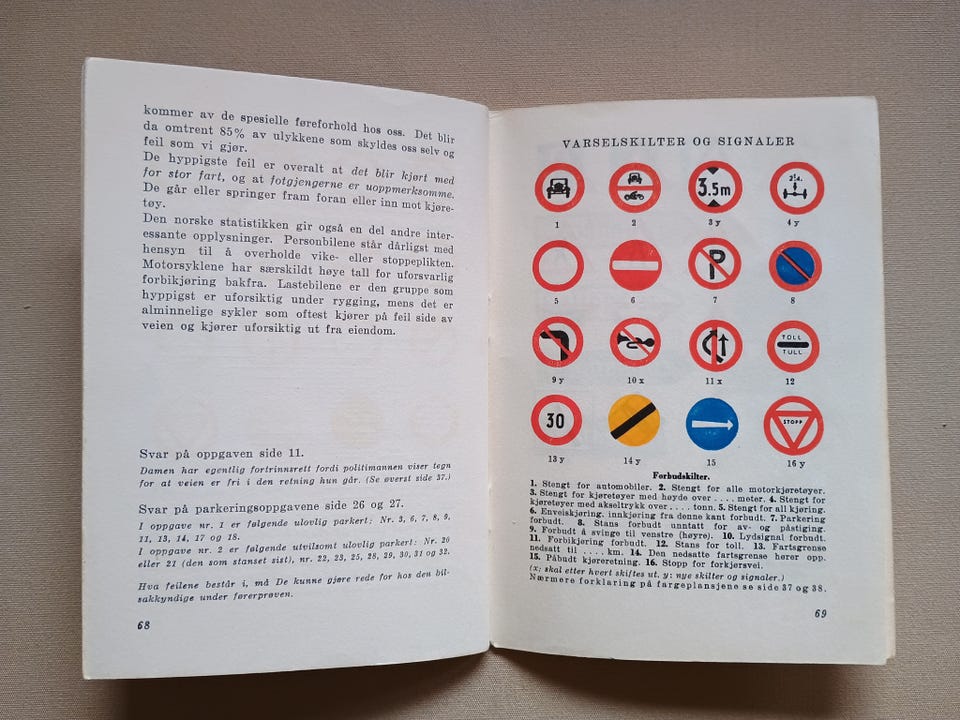 kommer av de spesielle føreforhold hos oss. Det blir
da omtrent 85% av ulykkene som skyldes oss selv og
feil som vi gjør.
De hyppigste feil er overalt at det blir kjørt med
for stor fart, og at fotgjengerne er uoppmerksomme.
De går eller springer fram foran eller inn mot kjøre-
tøy.
Den norske statistikken gir også en del andre inter-
essante opplysninger. Personbilene står dårligst med
hensyn til å overholde vike- eller stoppeplikten.
Motorsyklene har særskildt høye tall for uforsvarlig
forbikjøring bakfra. Lastebilene er den gruppe som
hyppigst er uforsiktig under rygging, mens det er
alminnelige sykler som oftest kjører på feil side av
veien og kjører uforsiktig ut fra eiendom.
Svar på oppgaven side 11.
Damen har egentlig fortrinnsrett fordi politimannen viser tegn
for at veien er fri i den retning hun går. (Se øverst side 37.)
Svar på parkeringsoppgavene side 26 og 27.
I oppgave nr. 1 er følgende ulovlig parkert: Nr. 3, 6, 7, 8, 9,
11, 13, 14, 17 og 18.
I oppgave nr. 2 er følgende utvilsomt ulovlig parkert: Nr. 20
eller 21 (den som stanset sist), nr. 22, 23, 25, 28, 29, 30, 31 og 32.
Hva feilene består i, må De kunne gjøre rede for hos den bil-
sakkyndige under førerprøven.
68
VARSELSKILTER OG SIGNALER
3.5m
2½t.
1 2 3 y 4 y
P
5 6 7 8
TOLL
TULL
9 y 10 x 11 x 12
30
STOPP
13 y 14 y 15 16 y
Forbudskilter.
1. Stengt for automobiler. 2. Stengt for alle motorkjøretøyer.
3. Stengt for kjøretøyer med høyde over .... meter. 4. Stengt for
kjøretøyer med akseltrykk over .... tonn. 5. Stengt for all kjøring.
6. Enveiskjøring, innkjøring fra denne kant forbudt. 7. Parkering
forbudt. 8. Stans forbudt unntatt for av- og påstiging.
9. Forbudt å svinge til venstre (høyre). 10. Lydsignal forbudt.
11. Forbikjøring forbudt. 12. Stans for toll. 13. Fartsgrense
nedsatt til .... km. 14. Den nedsatte fartsgrense hører opp.
15. Påbudt kjøreretning. 16. Stopp for forkjørsvei.
(x: skal etter hvert skiftes ut. y: nye skilter og signaler.)
Nærmere forklaring på fargeplansjene se side 37 og 38.
69